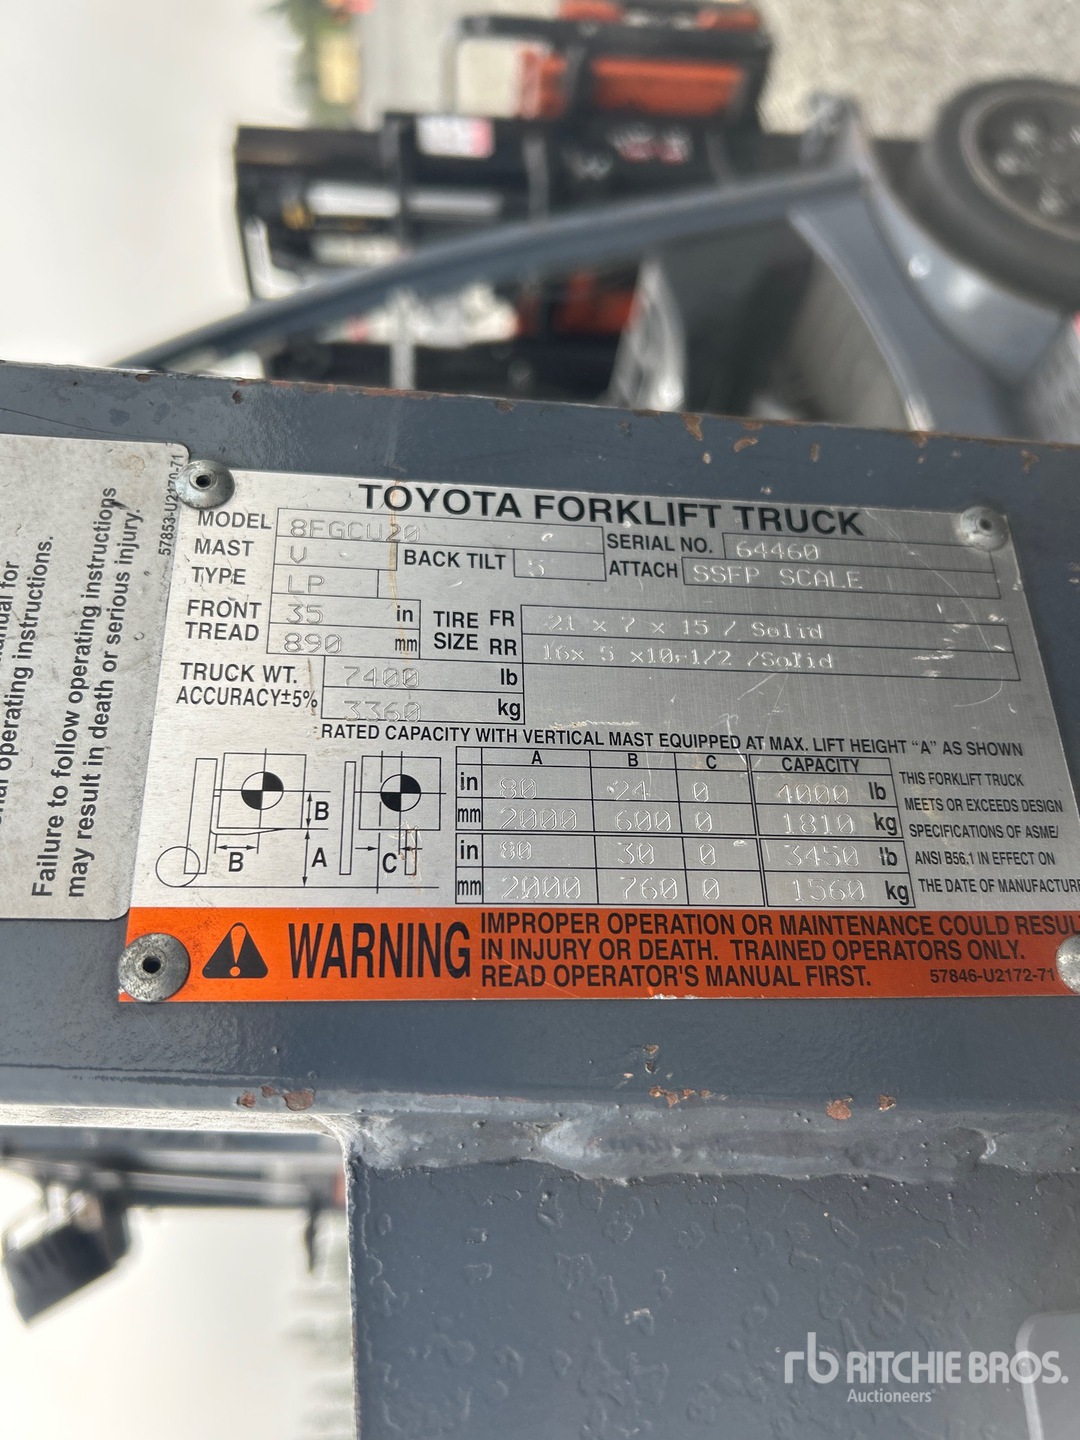 TOYOTA FORKLIFT TRUCK
MODEL 8FGCU20 SERIAL NO. 64460
MAST V BACK TILT 5 ATTACH SSFP SCALE
TYPE LP
FRONT TREAD 35 in TIRE SIZE FR 21 x 7 x 15 / Solid
890 mm RR 16x 5 x10-1/2 /Solid
TRUCK WT. 7400 lb
ACCURACY±5% 3360 kg
RATED CAPACITY WITH VERTICAL MAST EQUIPPED AT MAX. LIFT HEIGHT "A" AS SHOWN
A B C CAPACITY
in 80 24 0 4000 lb
mm 2000 600 0 1810 kg
in 80 30 0 3450 lb
mm 2000 760 0 1560 kg
B A B C
THIS FORKLIFT TRUCK
MEETS OR EXCEEDS DESIGN
SPECIFICATIONS OF ASME/
ANSI B56.1 IN EFFECT ON
THE DATE OF MANUFACTURE
WARNING
IMPROPER OPERATION OR MAINTENANCE COULD RESUL
IN INJURY OR DEATH. TRAINED OPERATORS ONLY.
READ OPERATOR'S MANUAL FIRST.
57846-U2172-71
operating instructions.
Failure to follow operating instructions
may result in death or serious injury.
57853-U2170-71
rb RITCHIE BROS.
Auctioneers